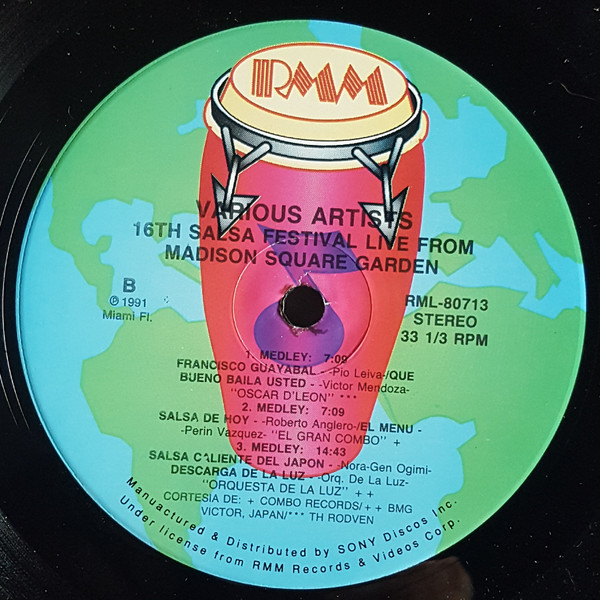 RMM
VARIOUS ARTISTS
16TH SALSA FESTIVAL LIVE FROM
MADISON SQUARE GARDEN
B
℗ 1991
Miami Fl.
RML-80713
STEREO
33 1/3 RPM
1. MEDLEY: 7:09
FRANCISCO GUAYABAL - -Pio Leiva-/QUE
BUENO BAILA USTED - -Victor Mendoza-
"OSCAR D'LEON" ***
2. MEDLEY: 7:09
SALSA DE HOY - -Roberto Anglero-/EL MENU -
-Perin Vazquez- "EL GRAN COMBO" +
3. MEDLEY: 14:43
SALSA CALIENTE DEL JAPON - -Nora-Gen Ogimi-
DESCARGA DE LA LUZ - -Orq. De La Luz-
"ORQUESTA DE LA LUZ" + +
CORTESIA DE: + COMBO RECORDS/+ + BMG
VICTOR, JAPAN/*** TH RODVEN
Manuactured & Distributed by SONY Discos Inc.
Under license from RMM Records & Videos Corp.